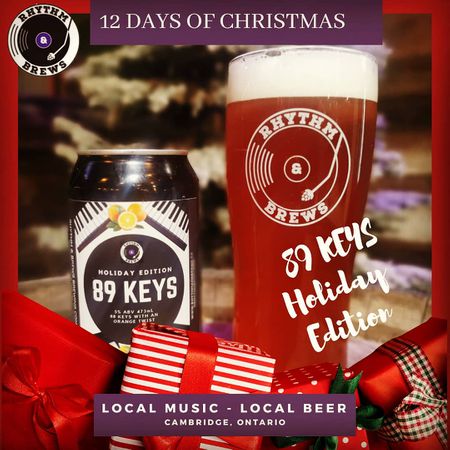 12 DAYS OF CHRISTMAS
RHYTHM
&
BREWS
RHYTHM
&
BREWS
HOLIDAY EDITION
89 KEYS
5% ABV 473mL
88 KEYS WITH AN
ORANGE TWIST
89 KEYS
Holiday
Edition
LOCAL MUSIC - LOCAL BEER
CAMBRIDGE, ONTARIO